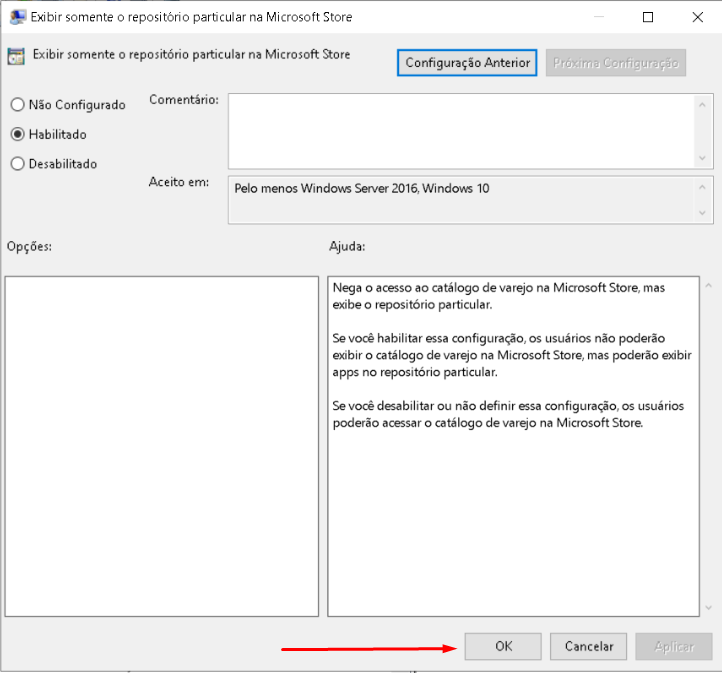 Exibir somente o repositório particular na Microsoft Store
Exibir somente o repositório particular na Microsoft Store
Configuração Anterior
Próxima Configuração
Não Configurado
Habilitado
Desabilitado
Comentário:
Aceito em:
Pelo menos Windows Server 2016, Windows 10
Opções:
Ajuda:
Nega o acesso ao catálogo de varejo na Microsoft Store, mas
exibe o repositório particular.
Se você habilitar essa configuração, os usuários não poderão
exibir o catálogo de varejo na Microsoft Store, mas poderão exibir
apps no repositório particular.
Se você desabilitar ou não definir essa configuração, os usuários
poderão acessar o catálogo de varejo na Microsoft Store.
OK
Cancelar
Aplicar